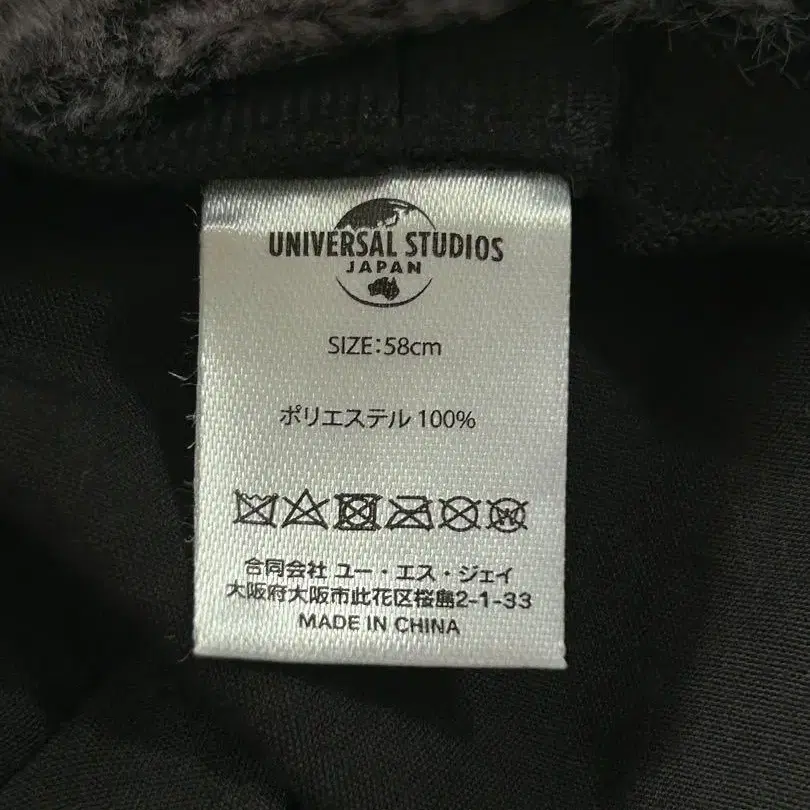 UNIVERSAL STUDIOS
JAPAN
SIZE:58cm
ポリエステル 100%
W
合同会社 ユー・エス・ジェイ
大阪府大阪市此花区桜島2-1-33
MADE IN CHINA